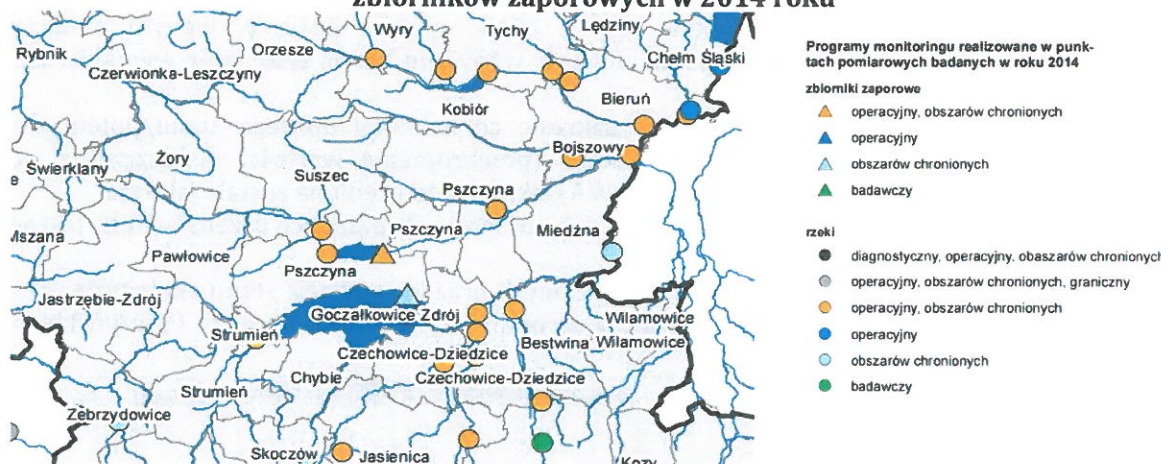 zbiorników zaporowych w 2014 roku
Rybnik
Orzesze
Wyry
Tychy
Lędziny
Czerwionka-Leszczyny
Chełm Śląski
Kobiór
Bieruń
Żory
Bojszowy
Świerklany
Suszec
Pszczyna
Mszana
Pszczyna
Miedźna
Pawłowice
Pszczyna
Jastrzębie-Zdrój
Goczałkowice Zdrój
Wilamowice
Strumień
Bestwina
Wilamowice
Czechowice-Dziedzice
Chybie
Czechowice-Dziedzice
Strumień
Zebrzydowice
Skoczów
Jasienica
Kozy
Programy monitoringu realizowane w punk-
tach pomiarowych badanych w roku 2014
zbiorniki zaporowe
operacyjny, obszarów chronionych
operacyjny
obszarów chronionych
badawczy
rzeki
diagnostyczny, operacyjny. obaszarów chronionych
operacyjny, obszarów chronionych, graniczny
operacyjny, obszarów chronionych
operacyjny
obszarów chronionych
badawczy